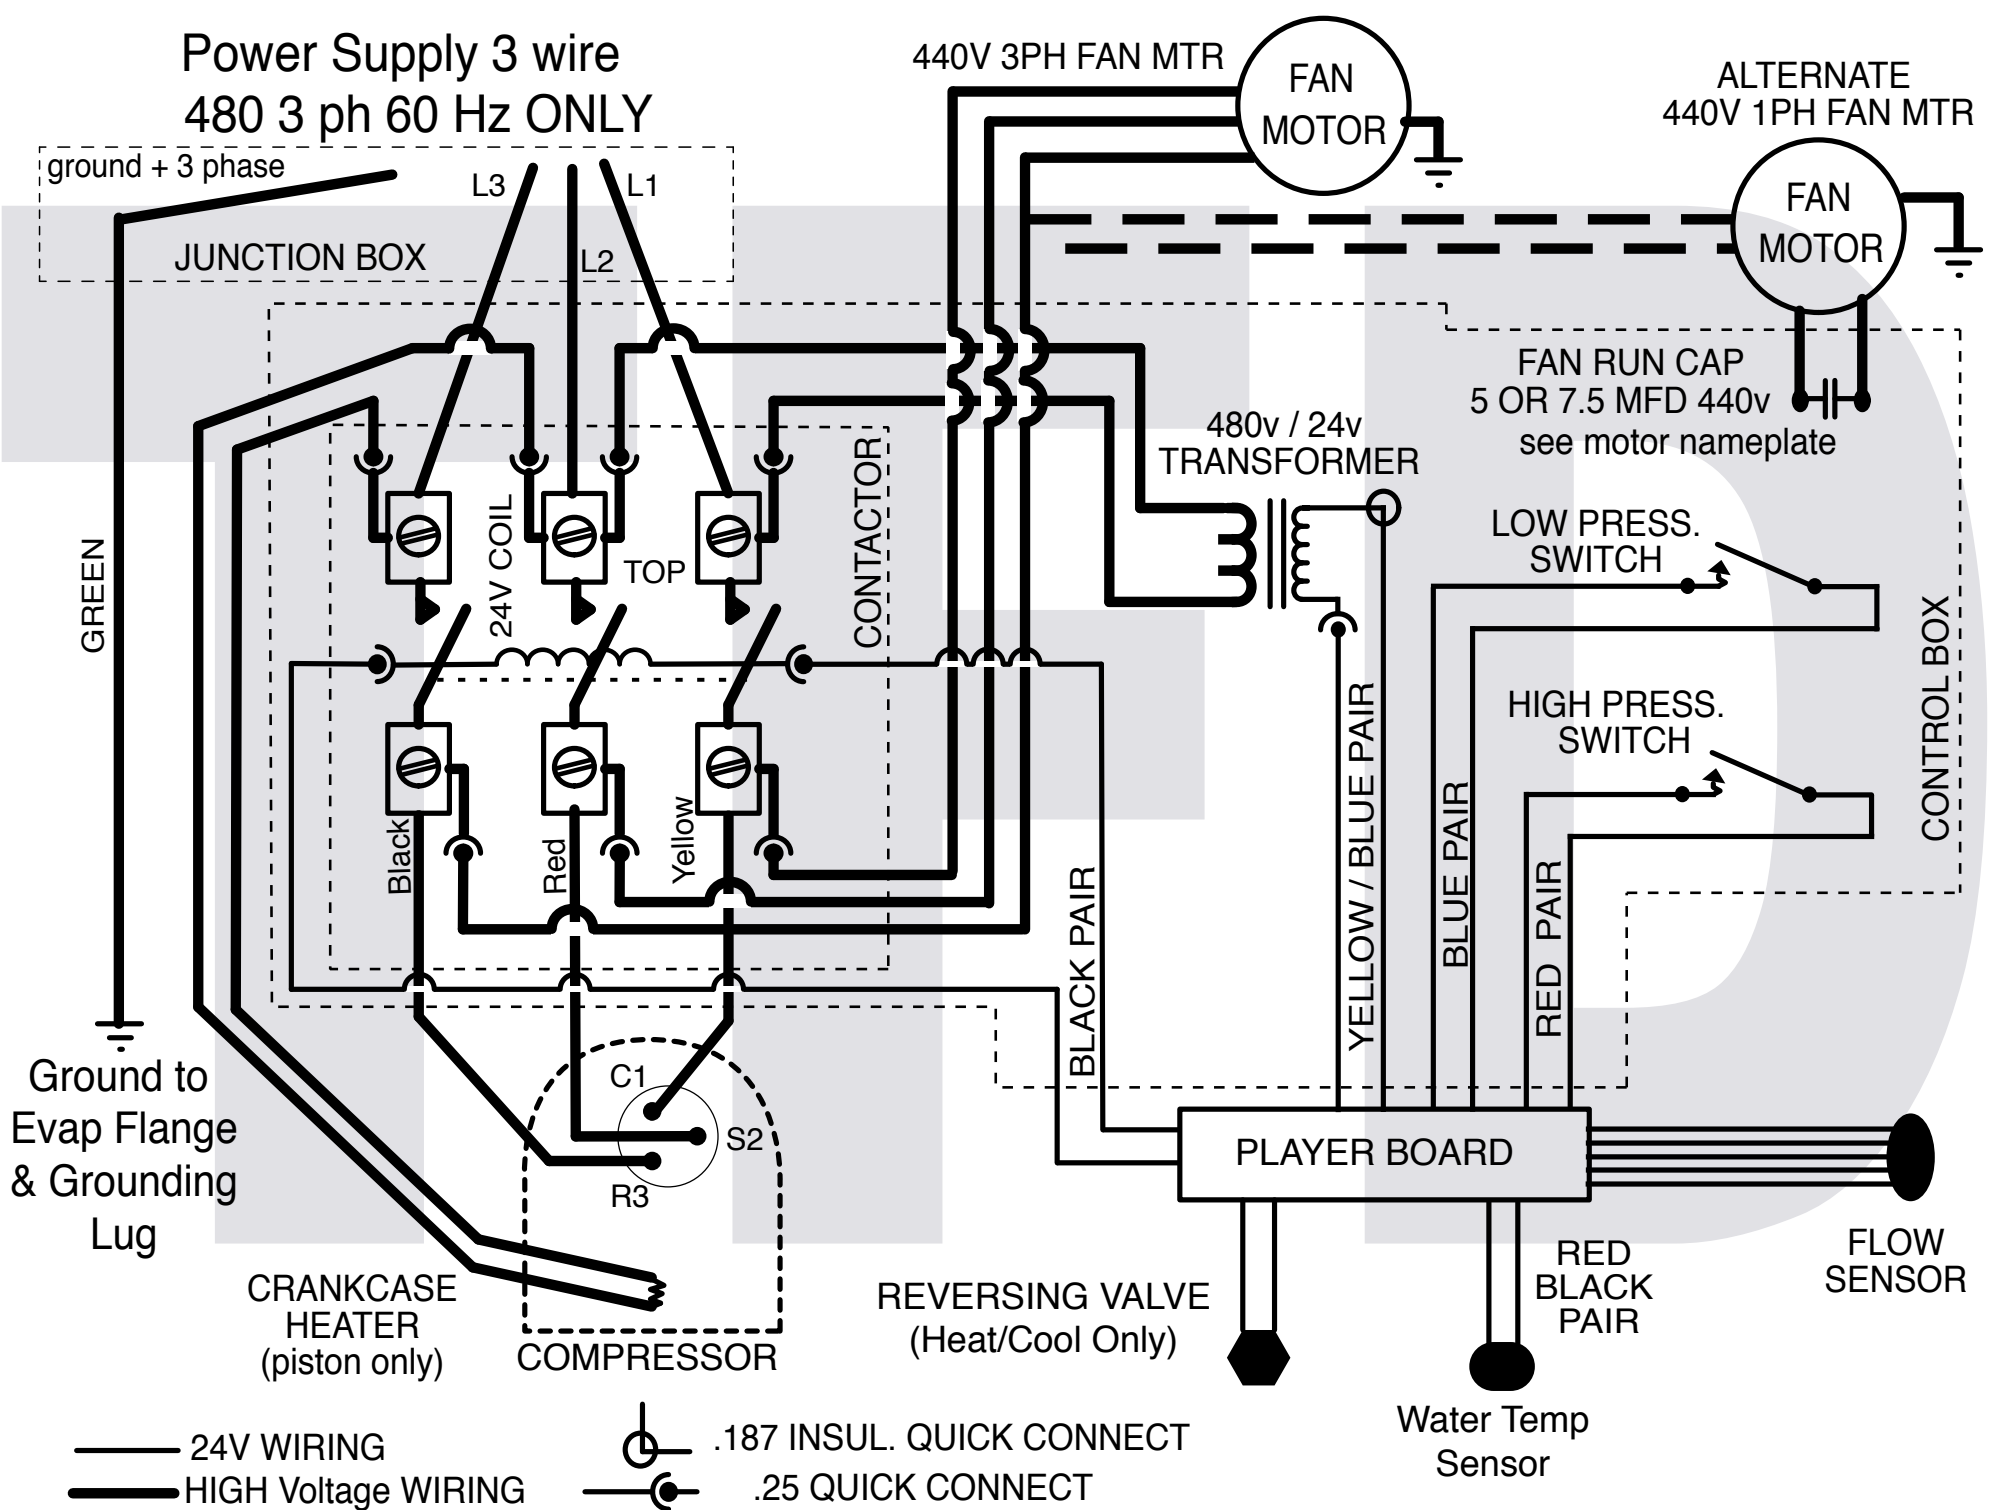 Power Supply 3 wire
480 3 ph 60 Hz ONLY
440V 3PH FAN MTR
FAN
MOTOR
ALTERNATE
440V 1PH FAN MTR
FAN
MOTOR
ground + 3 phase
L3
L1
L2
JUNCTION BOX
FAN RUN CAP
5 OR 7.5 MFD 440v
see motor nameplate
480v / 24v
TRANSFORMER
CONTACTOR
24V COIL
TOP
GREEN
LOW PRESS.
SWITCH
HIGH PRESS.
SWITCH
CONTROL BOX
Black
Red
Yellow
BLACK PAIR
YELLOW / BLUE PAIR
BLUE PAIR
RED PAIR
Ground to
Evap Flange
& Grounding
Lug
C1
S2
R3
PLAYER BOARD
CRANKCASE
HEATER
(piston only)
COMPRESSOR
REVERSING VALVE
(Heat/Cool Only)
RED
BLACK
PAIR
FLOW
SENSOR
Water Temp
Sensor
24V WIRING
HIGH Voltage WIRING
.187 INSUL. QUICK CONNECT
.25 QUICK CONNECT
TFD